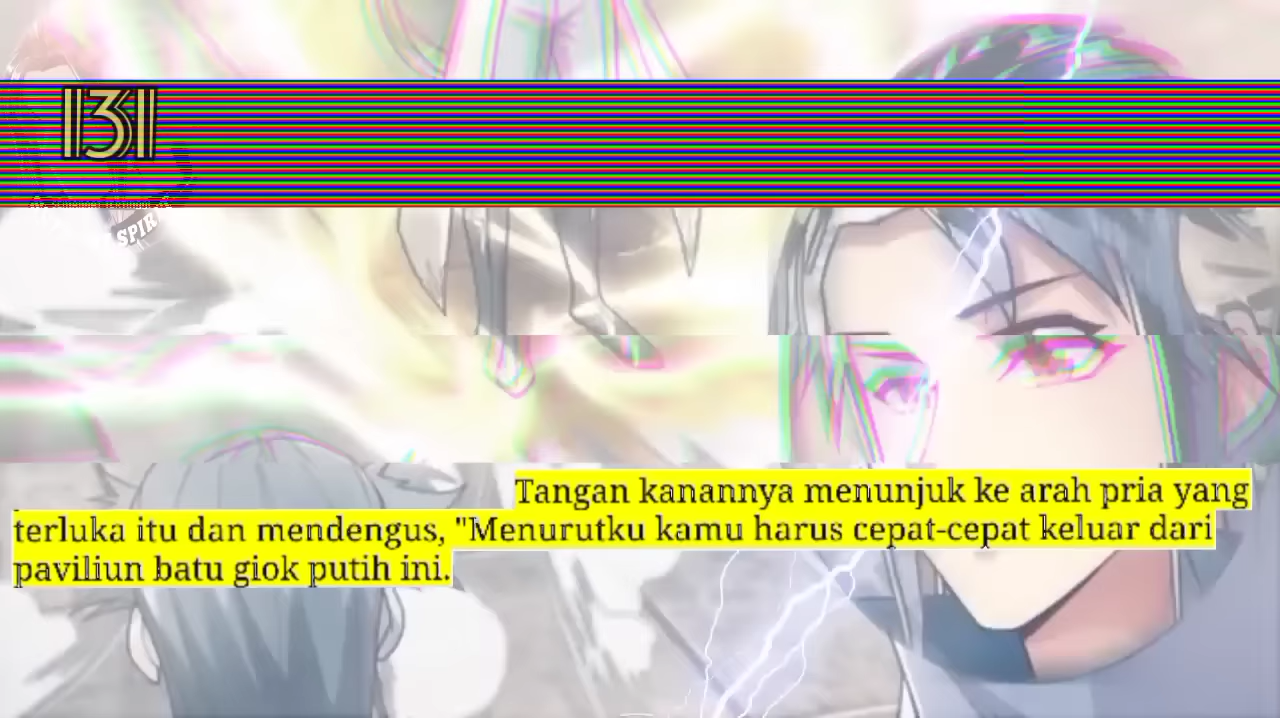 131
SPIR
Tangan kanannya menunjuk ke arah pria yang
terluka itu dan mendengus, "Menurutku kamu harus cepat-cepat keluar dari
paviliun batu giok putih ini.